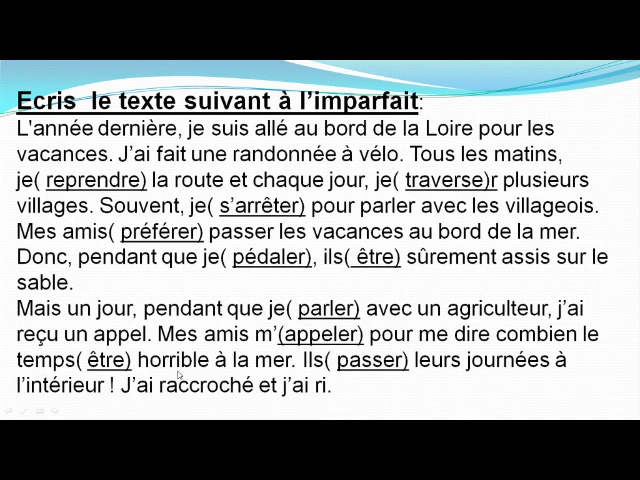 Ecris le texte suivant à l’imparfait:
L'année dernière, je suis allé au bord de la Loire pour les
vacances. J’ai fait une randonnée à vélo. Tous les matins,
je( reprendre) la route et chaque jour, je( traverse)r plusieurs
villages. Souvent, je( s’arrêter) pour parler avec les villageois.
Mes amis( préférer) passer les vacances au bord de la mer.
Donc, pendant que je( pédaler), ils( être) sûrement assis sur le
sable.
Mais un jour, pendant que je( parler) avec un agriculteur, j’ai
reçu un appel. Mes amis m’(appeler) pour me dire combien le
temps( être) horrible à la mer. Ils( passer) leurs journées à
l’intérieur ! J’ai raccroché et j’ai ri.